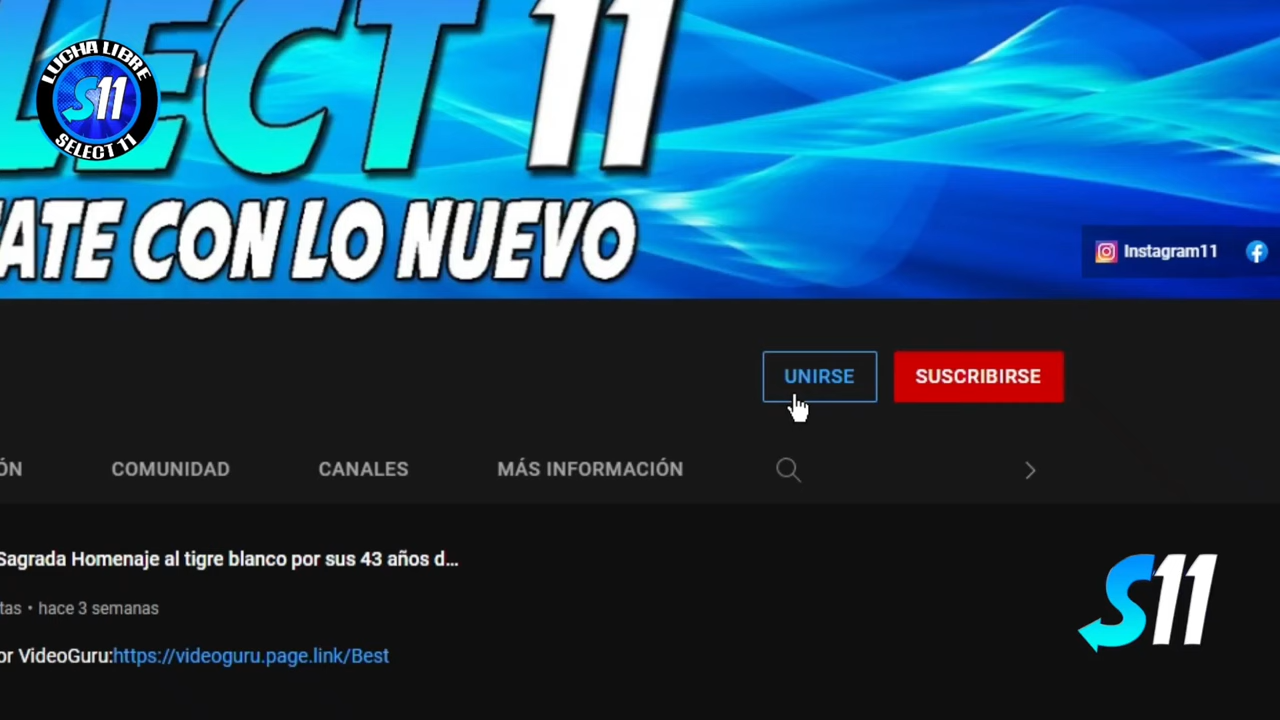 LECT 11
LUCHA LIBRE
S11
SELECT 11
ATE CON LO NUEVO
Instagram11
UNIRSE
SUSCRIBIRSE
ÓN
COMUNIDAD
CANALES
MÁS INFORMACIÓN
Sagrada Homenaje al tigre blanco por sus 43 años d...
tas • hace 3 semanas
or VideoGuru:https://videoguru.page.link/Best
S11